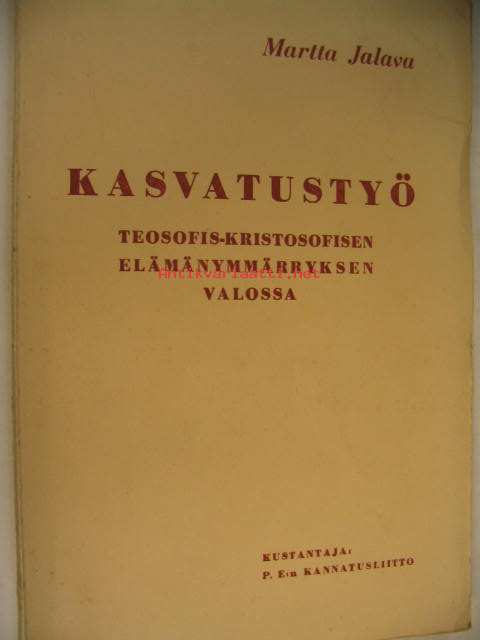 Martta Jalava
KASVATUSTYÖ
TEOSOFIS-KRISTOSOFISEN
ELÄMÄNYMMÄRRYKSEN
Antikvariaatti.net
VALOSSA
KUSTANTAJA:
P. E:n KANNATUSLIITTO